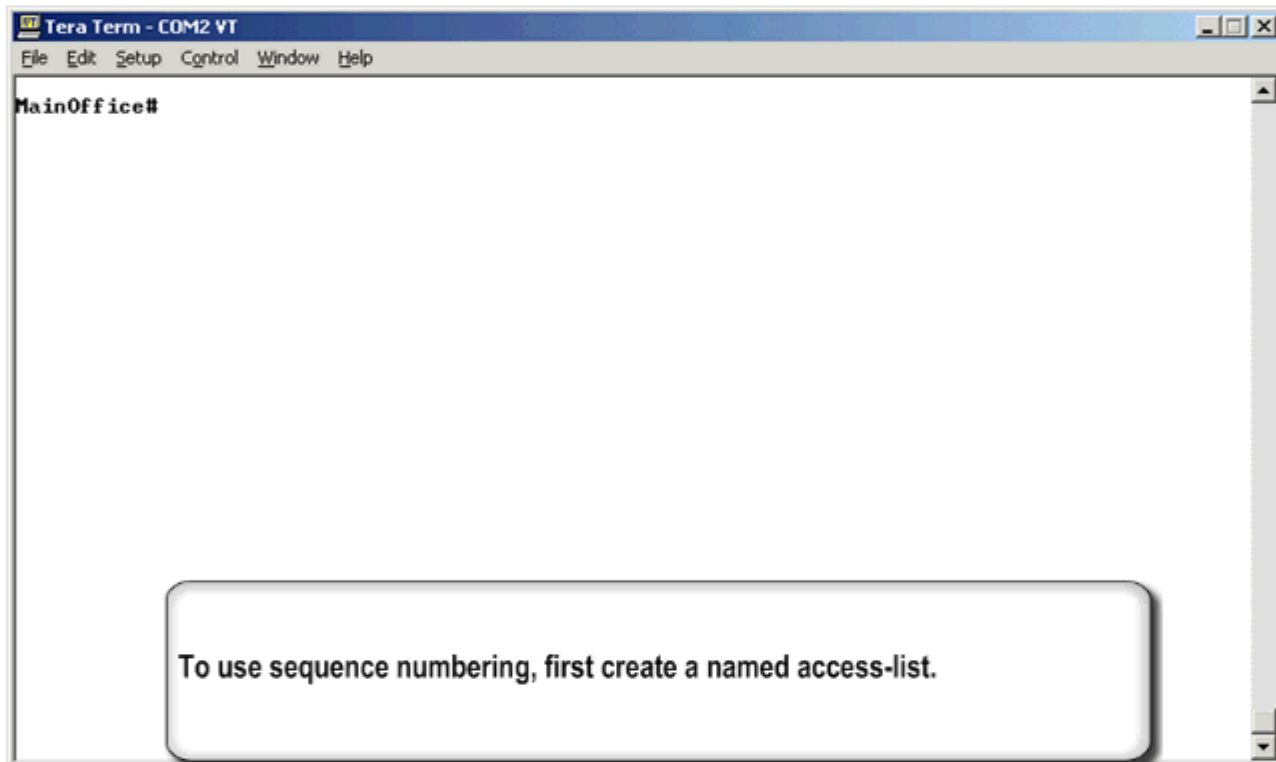 Tera Term - COM2 VT
File Edit Setup Control Window Help
MainOffice#
To use sequence numbering, first create a named access-list.